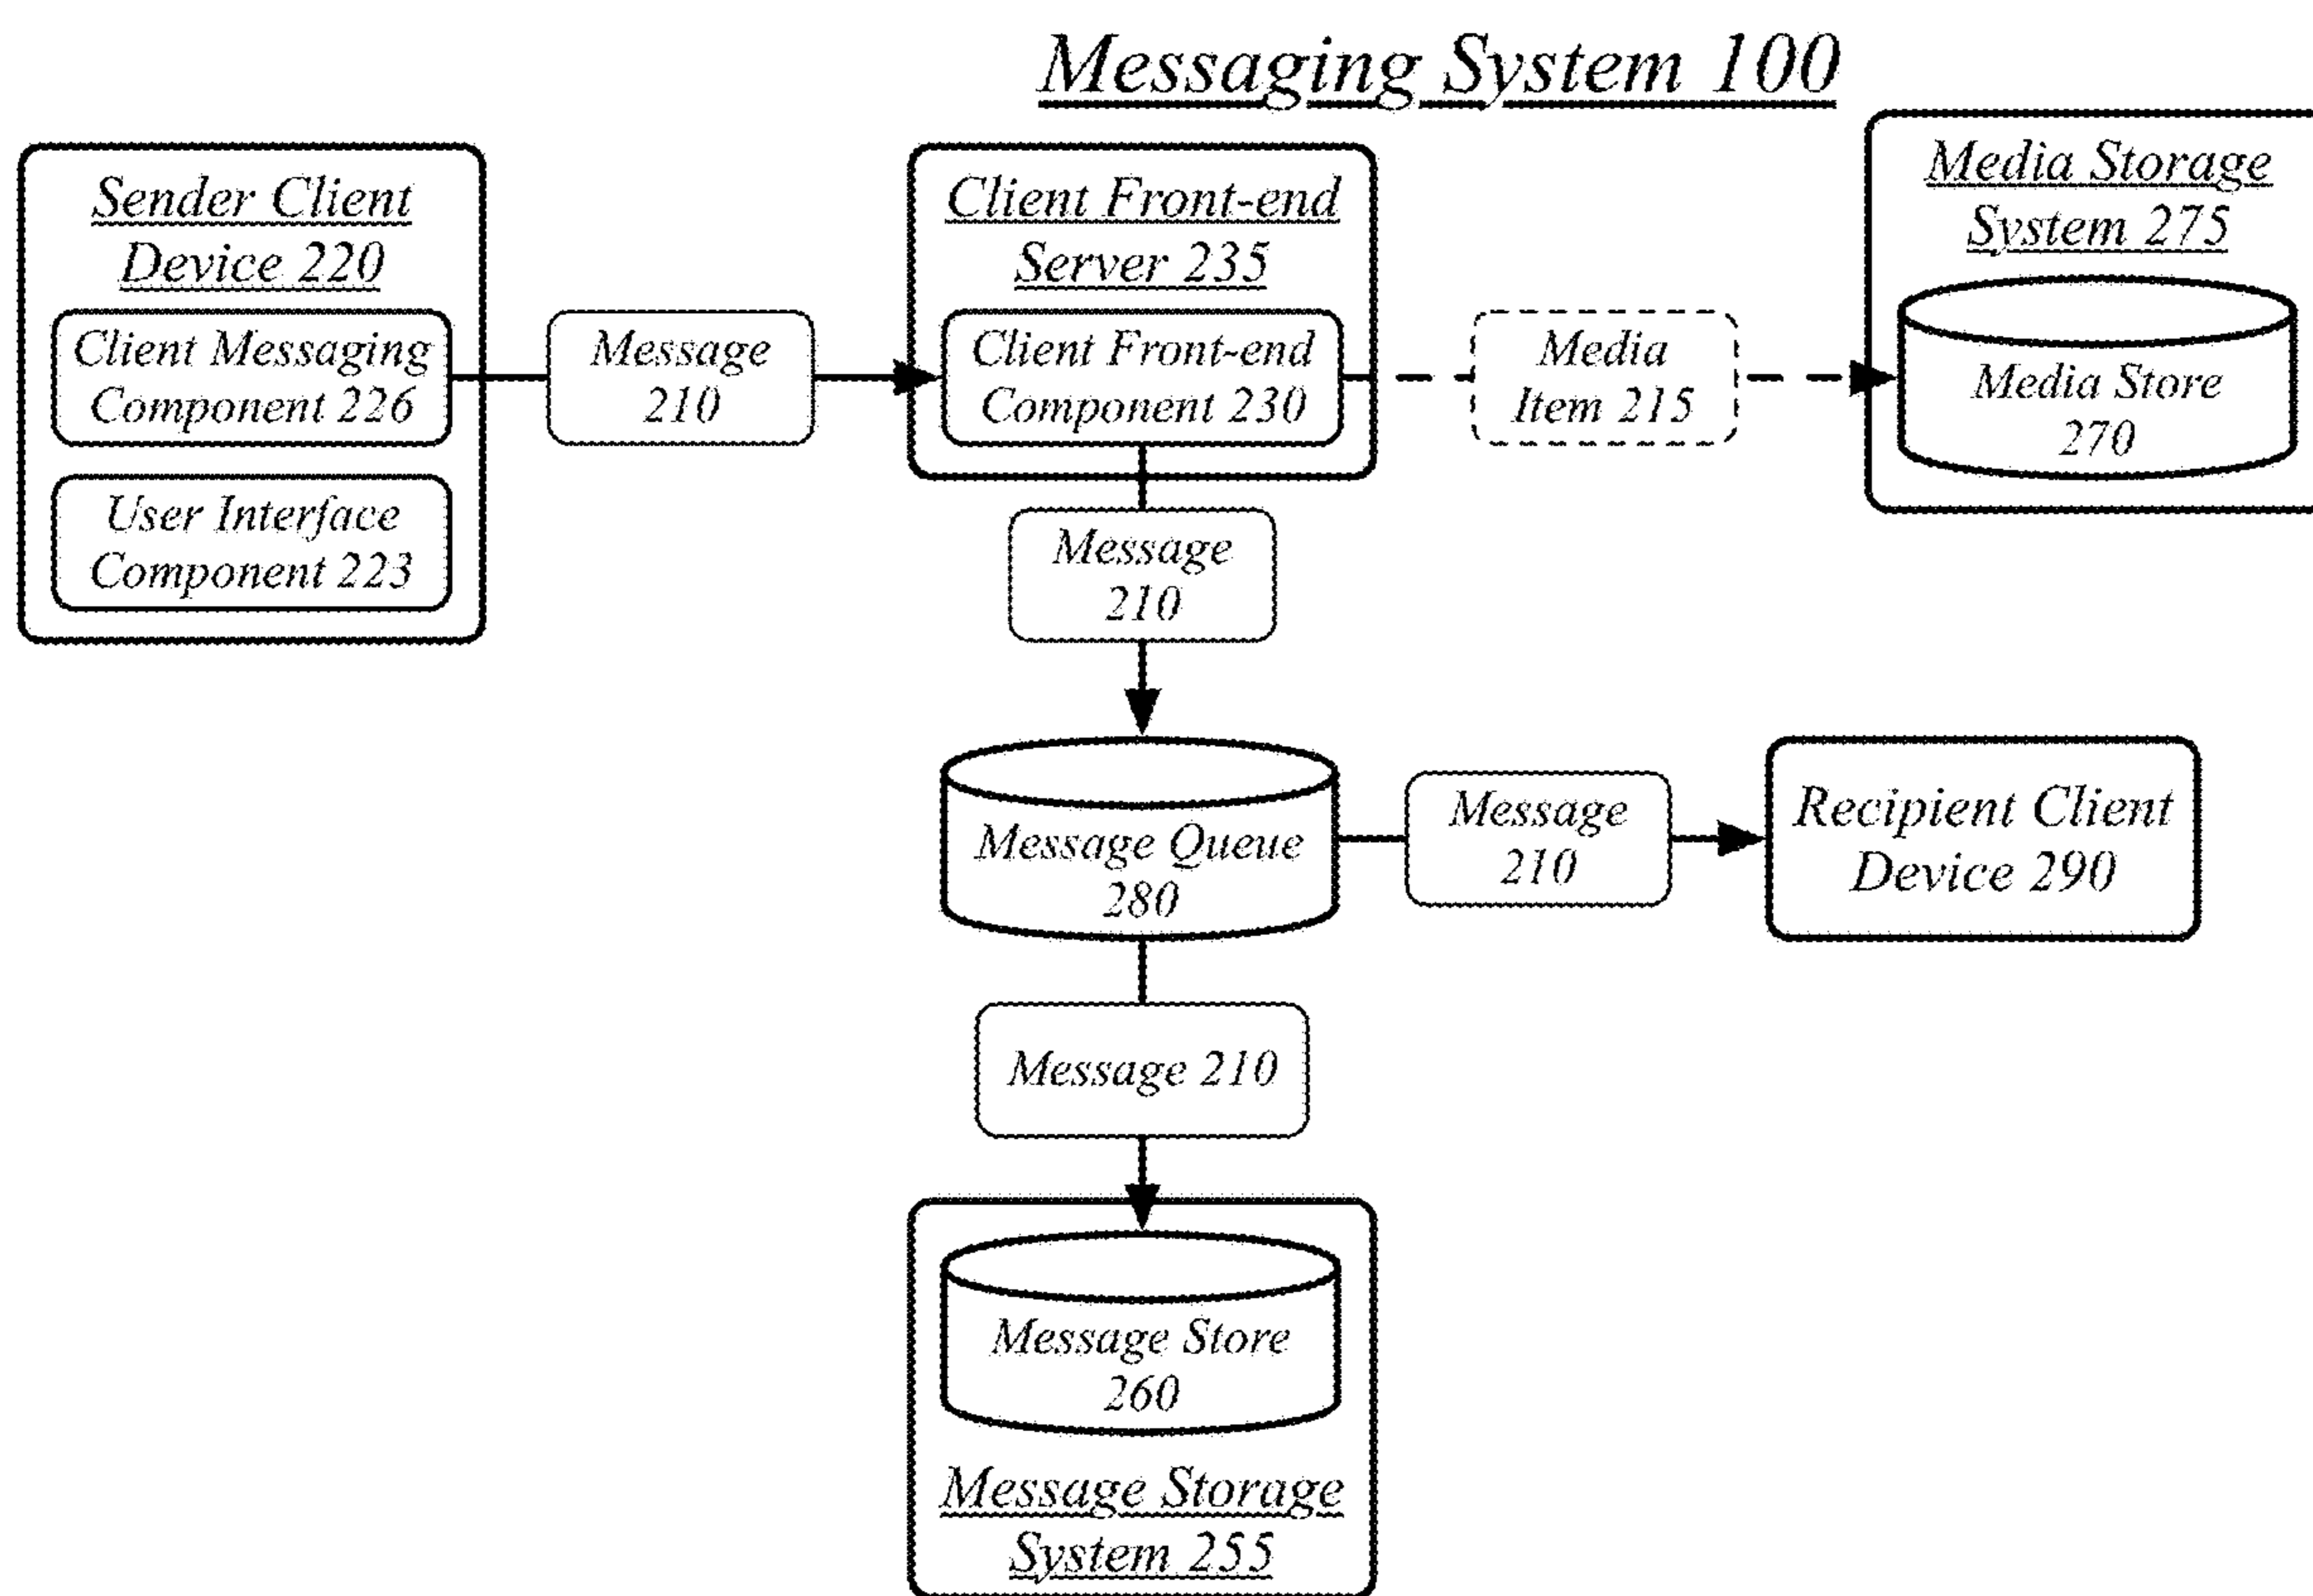 Messaging System 100
Sender Client
Device 220
Client Messaging
Component 226
User Interface
Component 223
Message
210
Client Front-end
Server 235
Client Front-end
Component 230
Media
Item 215
Media Storage
System 275
Media Store
270
Message
210
Message Queue
280
Message
210
Recipient Client
Device 290
Message 210
Message Store
260
Message Storage
System 255